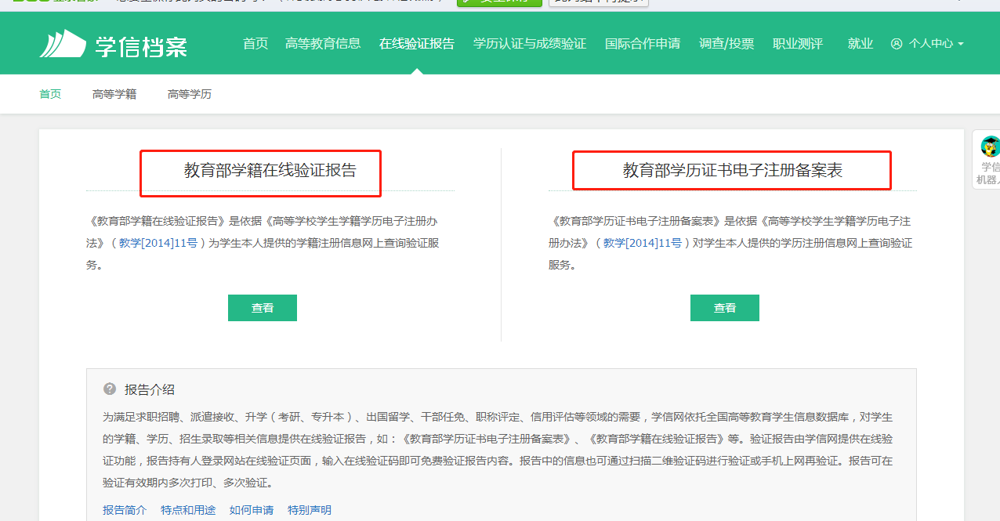 学信档案
首页 高等教育信息 在线验证报告 学历认证与成绩验证 国际合作申请 调查/投票 职业测评 就业 个人中心
首页 高等学籍 高等学历
教育部学籍在线验证报告
《教育部学籍在线验证报告》是依据《高等学校学生学籍学历电子注册办
法》（教学[2014]11号）为学生本人提供的学籍注册信息网上查询验证服
务。
查看
教育部学历证书电子注册备案表
《教育部学历证书电子注册备案表》是依据《高等学校学生学籍学历电子注
册办法》（教学[2014]11号）对学生本人提供的学历注册信息网上查询验证
服务。
查看
学信
机器人
? 报告介绍
为满足求职招聘、派遣接收、升学（考研、专升本）、出国留学、干部任免、职称评定、信用评估等领域的需要，学信网依托全国高等教育学生信息数据库，对学生
的学籍、学历、招生录取等相关信息提供在线验证报告，如：《教育部学历证书电子注册备案表》、《教育部学籍在线验证报告》等。验证报告由学信网提供在线验
证功能，报告持有人登录网站在线验证页面，输入在线验证码即可免费验证报告内容。报告中的信息也可通过扫描二维验证码进行验证或手机上网再验证。报告可在
验证有效期内多次打印、多次验证。
报告简介 特点和用途 如何申请 特别声明